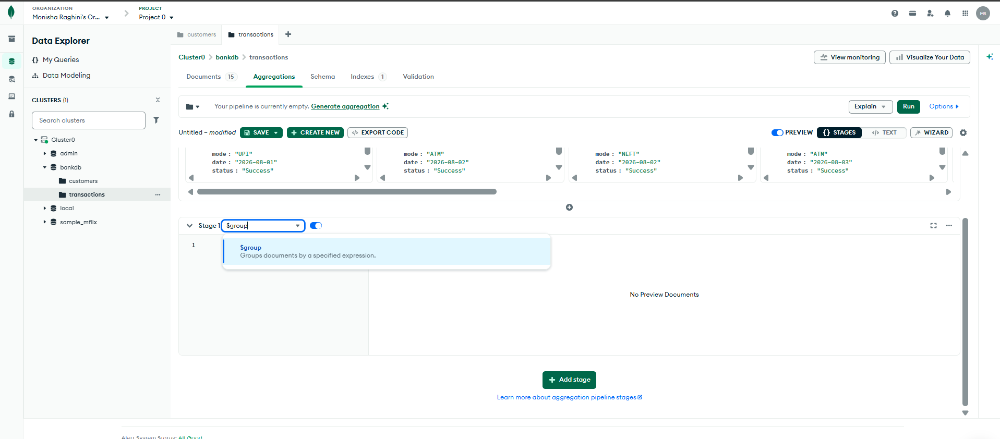 ORGANIZATION
Monisha Raghini's Or...
PROJECT
Project 0
MR
Data Explorer
My Queries
Data Modeling
CLUSTERS (1)
Search clusters
Cluster0
admin
bankdb
customers
transactions
local
sample_mflix
customers
transactions
Cluster0 > bankdb > transactions
View monitoring
Visualize Your Data
Documents 15
Aggregations
Schema
Indexes 1
Validation
Your pipeline is currently empty. Generate aggregation
Explain
Run
Options
Untitled – modified
SAVE
CREATE NEW
EXPORT CODE
PREVIEW
{} STAGES
</> TEXT
WIZARD
mode : "UPI"
date : "2026-08-01"
status : "Success"
mode : "ATM"
date : "2026-08-02"
status : "Success"
mode : "NEFT"
date : "2026-08-02"
status : "Success"
mode : "ATM"
date : "2026-08-03"
status : "Success"
Stage 1
$group
1
$group
Groups documents by a specified expression.
No Preview Documents
Add stage
Learn more about aggregation pipeline stages
Alert System Status: All Good